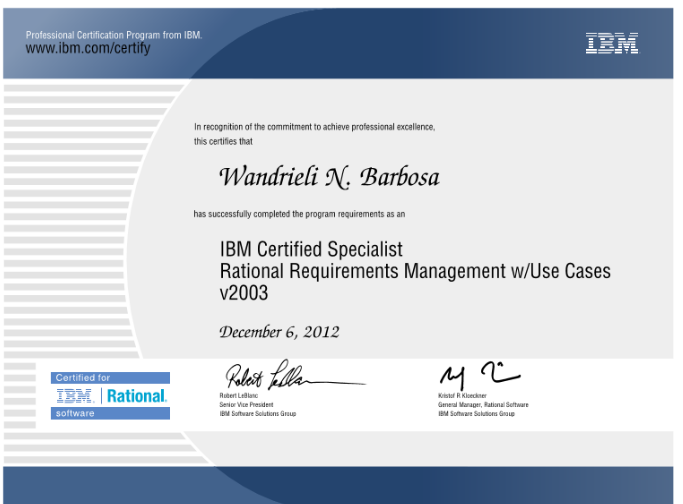 Professional Certification Program from IBM.
www.ibm.com/certify
IBM
In recognition of the commitment to achieve professional excellence,
this certifies that
Wandrieli N. Barbosa
has successfully completed the program requirements as an
IBM Certified Specialist
Rational Requirements Management w/Use Cases
v2003
December 6, 2012
Certified for
IBM. Rational.
software
Robert LeBlanc
Robert LeBlanc
Senior Vice President
IBM Software Solutions Group
Kristof R Kloeckner
General Manager, Rational Software
IBM Software Solutions Group